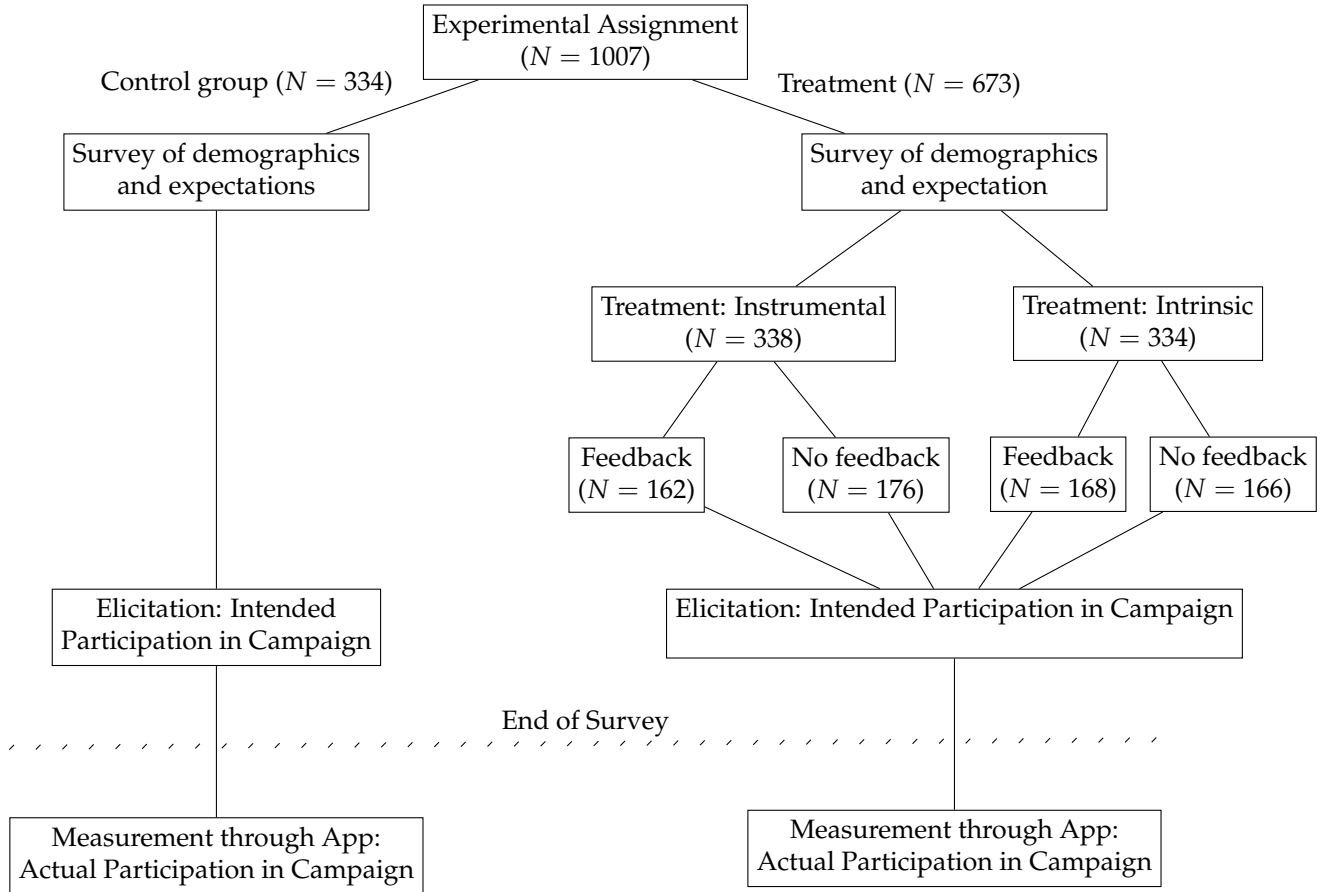 Experimental Assignment
(N = 1007)
Control group (N = 334)
Treatment (N = 673)
Survey of demographics
and expectations
Survey of demographics
and expectation
Treatment: Instrumental
(N = 338)
Treatment: Intrinsic
(N = 334)
Feedback
(N = 162)
No feedback
(N = 176)
Feedback
(N = 168)
No feedback
(N = 166)
Elicitation: Intended
Participation in Campaign
Elicitation: Intended Participation in Campaign
End of Survey
Measurement through App:
Actual Participation in Campaign
Measurement through App:
Actual Participation in Campaign